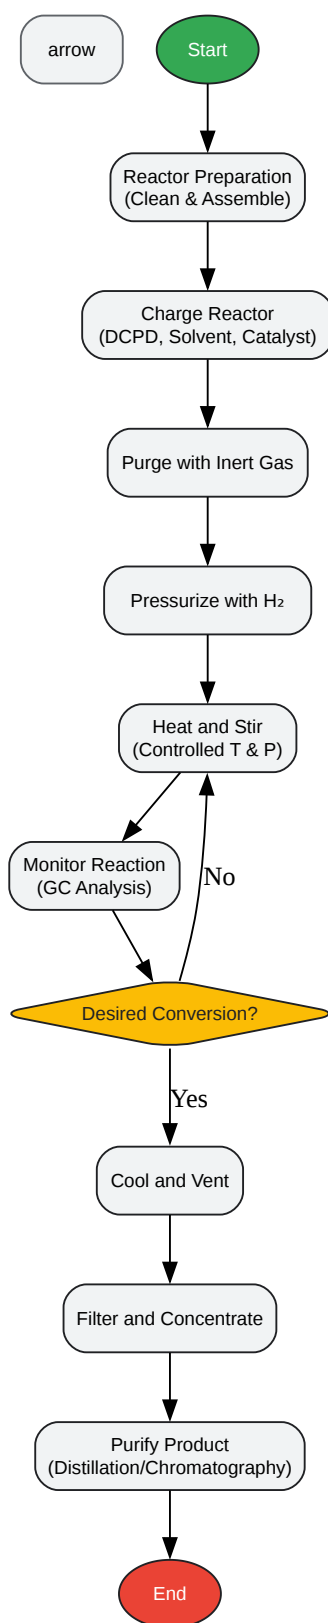 arrow
Start
Reactor Preparation
(Clean & Assemble)
Charge Reactor
(DCPD, Solvent, Catalyst)
Purge with Inert Gas
Pressurize with H₂
Heat and Stir
(Controlled T & P)
Monitor Reaction
(GC Analysis)
No
Desired Conversion?
Yes
Cool and Vent
Filter and Concentrate
Purify Product
(Distillation/Chromatography)
End